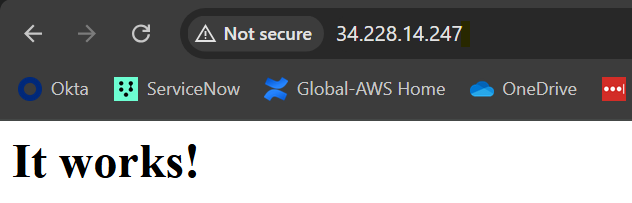 Not secure 34.228.14.247
Okta ServiceNow Global-AWS Home OneDrive
It works!